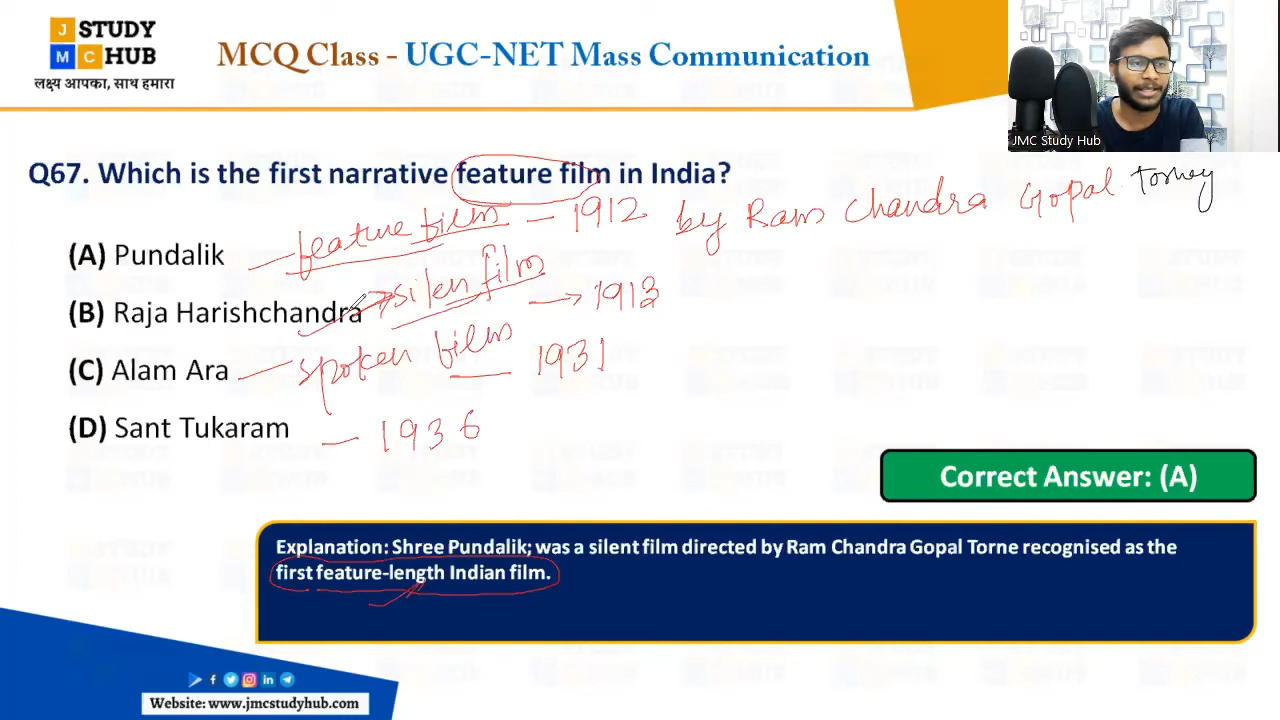 J STUDY
M C HUB
लक्ष्य आपका, साथ हमारा
MCQ Class - UGC-NET Mass Communication
JMC Study Hub
Q67. Which is the first narrative feature film in India?
(A) Pundalik — feature film — 1912 by Ram Chandra Gopal Torney
(B) Raja Harishchandra → silen film → 1913
(C) Alam Ara — spoken film 1931
(D) Sant Tukaram — 1936
Correct Answer: (A)
Explanation: Shree Pundalik; was a silent film directed by Ram Chandra Gopal Torne recognised as the
first feature-length Indian film.
Website: www.jmcstudyhub.com